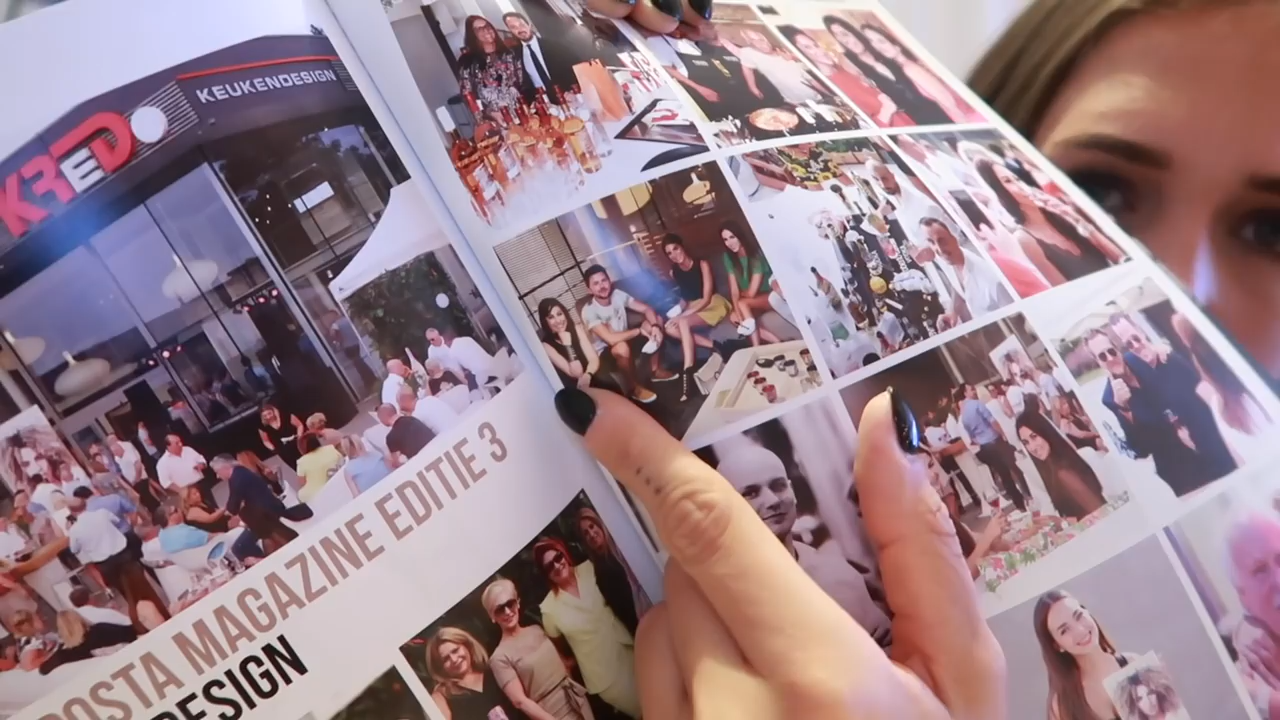 KReD
KEUKENDESIGN
OSTA MAGAZINE EDITIE 3
DESIGN